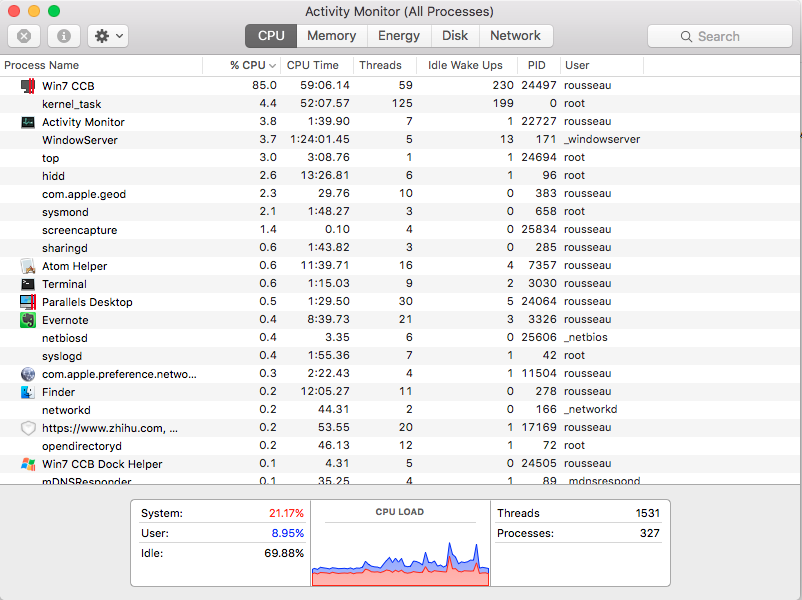 Activity Monitor (All Processes)
CPU Memory Energy Disk Network Search
Process Name % CPU CPU Time Threads Idle Wake Ups PID User
Win7 CCB 85.0 59:06.14 59 230 24497 rousseau
kernel_task 4.4 52:07.57 125 199 0 root
Activity Monitor 3.8 1:39.90 7 1 22727 rousseau
WindowServer 3.7 1:24:01.45 5 13 171 _windowserver
top 3.0 3:08.76 1 1 24694 root
hidd 2.6 13:26.81 6 1 96 root
com.apple.geod 2.3 29.76 10 0 383 rousseau
sysmond 2.1 1:48.27 3 0 658 root
screencapture 1.4 0.10 4 0 25834 rousseau
sharingd 0.6 1:43.82 3 0 285 rousseau
Atom Helper 0.6 11:39.71 16 4 7357 rousseau
Terminal 0.6 1:15.03 9 2 3030 rousseau
Parallels Desktop 0.5 1:29.50 30 5 24064 rousseau
Evernote 0.4 8:39.73 21 3 3326 rousseau
netbiosd 0.4 3.35 6 0 25606 _netbios
syslogd 0.4 1:55.36 7 1 42 root
com.apple.preference.netwo... 0.3 2:22.43 4 1 11504 rousseau
Finder 0.2 12:05.27 11 0 278 rousseau
networkd 0.2 44.31 2 0 166 _networkd
https://www.zhihu.com, ... 0.2 53.55 20 1 17169 rousseau
opendirectoryd 0.2 46.13 12 1 72 root
Win7 CCB Dock Helper 0.1 4.31 5 0 24505 rousseau
mDNSResponder 0.1 35.25 4 1 89 _mdnsrespond
System: 21.17% CPU LOAD Threads 1531
User: 8.95% Processes: 327
Idle: 69.88%